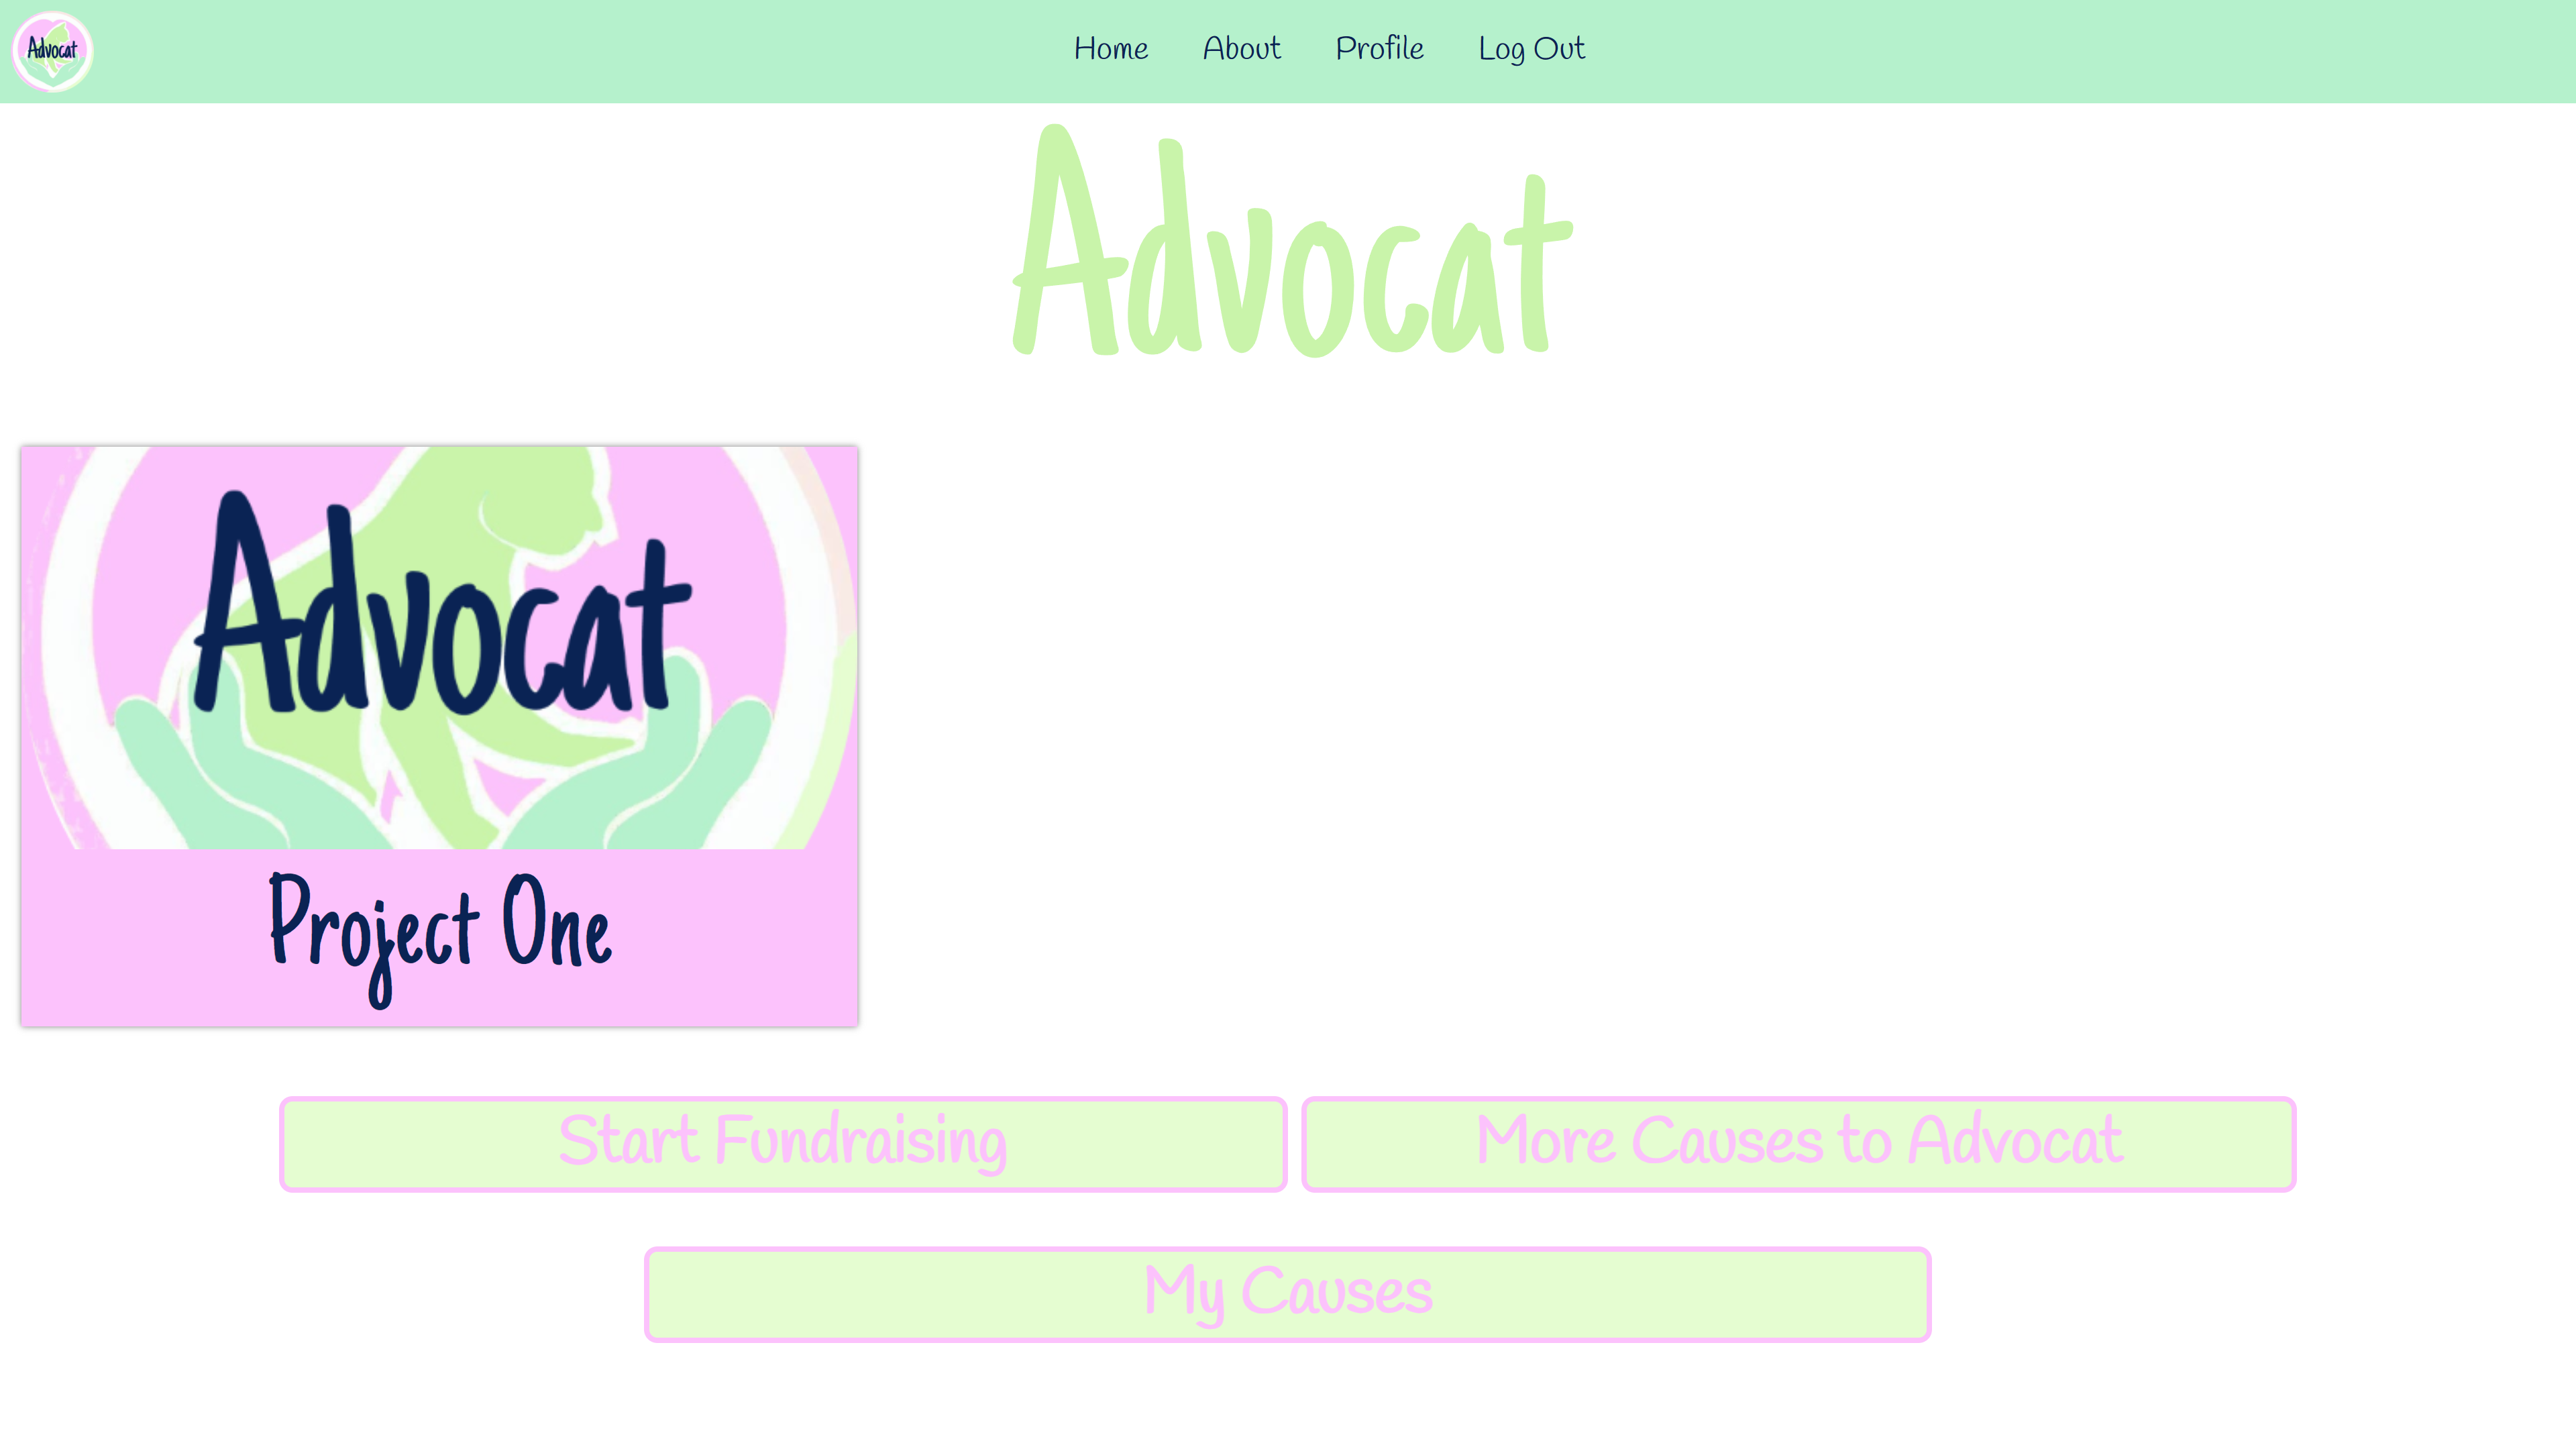 Advocat
Home About Profile Log Out
Advocat
Advocat
Project One
Start Fundraising
More Causes to Advocat
My Causes